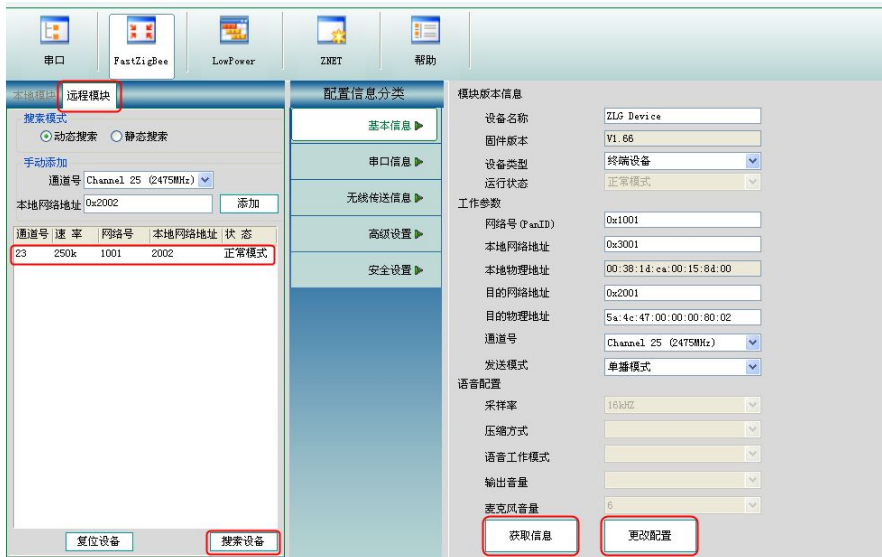 串口
FastZigBee
LowPower
ZNET
帮助
本地模块
远程模块
搜索模式
动态搜索
静态搜索
手动添加
通道号
Channel 25 (2475MHz)
本地网络地址
0x2002
添加
通道号 速 率 网络号 本地网络地址 状 态
23 250k 1001 2002 正常模式
复位设备
搜索设备
配置信息分类
基本信息
串口信息
无线传送信息
高级设置
安全设置
模块版本信息
设备名称 ZLG Device
固件版本 V1.66
设备类型 终端设备
运行状态 正常模式
工作参数
网络号(PanID) 0x1001
本地网络地址 0x3001
本地物理地址 00:38:1d:ca:00:15:8d:00
目的网络地址 0x2001
目的物理地址 5a:4c:47:00:00:00:80:02
通道号 Channel 25 (2475MHz)
发送模式 单播模式
语音配置
采样率 16kHZ
压缩方式
语音工作模式
输出音量
麦克风音量 6
获取信息
更改配置